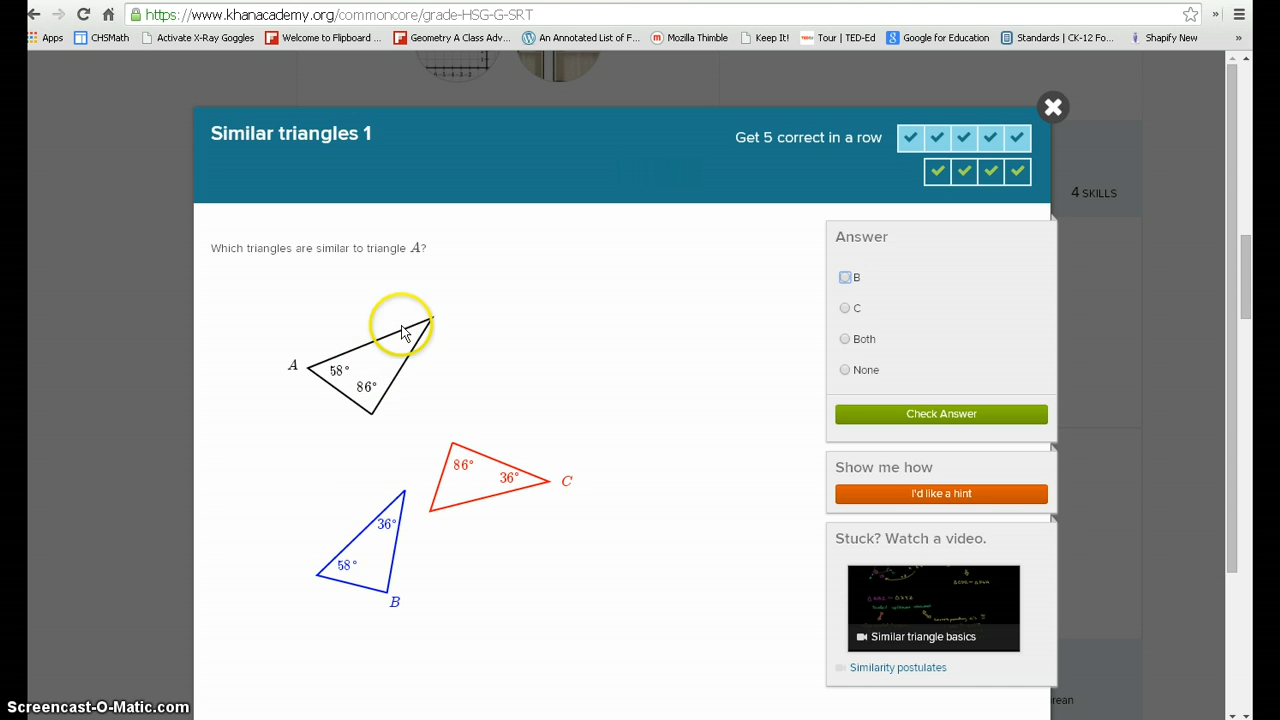 https://www.khanacademy.org/commoncore/grade-HSG-G-SRT
»
Apps CHSMath Activate X-Ray Goggles Welcome to Flipboard ... Geometry A Class Adv... An Annotated List of F... Mozilla Thimble Keep It! Tour | TED-Ed Google for Education Standards | CK-12 Fo... Shapify New »
Similar triangles 1
Get 5 correct in a row
4 SKILLS
Which triangles are similar to triangle A?
Answer
B
C
Both
None
Check Answer
A
58°
86°
86°
36°
C
36°
58°
B
Show me how
I'd like a hint
Stuck? Watch a video.
Similar triangle basics
Similarity postulates
orean
Screencast-O-Matic.com